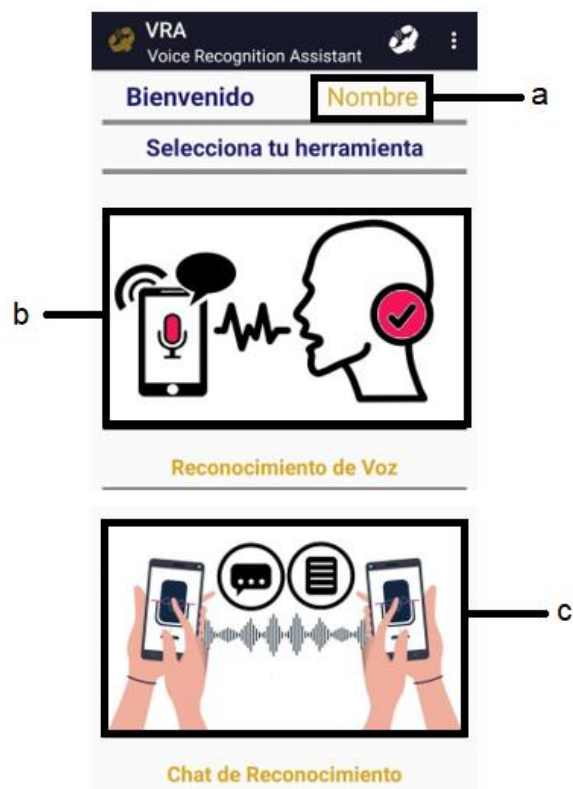 VRA
Voice Recognition Assistant
Bienvenido Nombre a
Selecciona tu herramienta
b
Reconocimiento de Voz
c
Chat de Reconocimiento